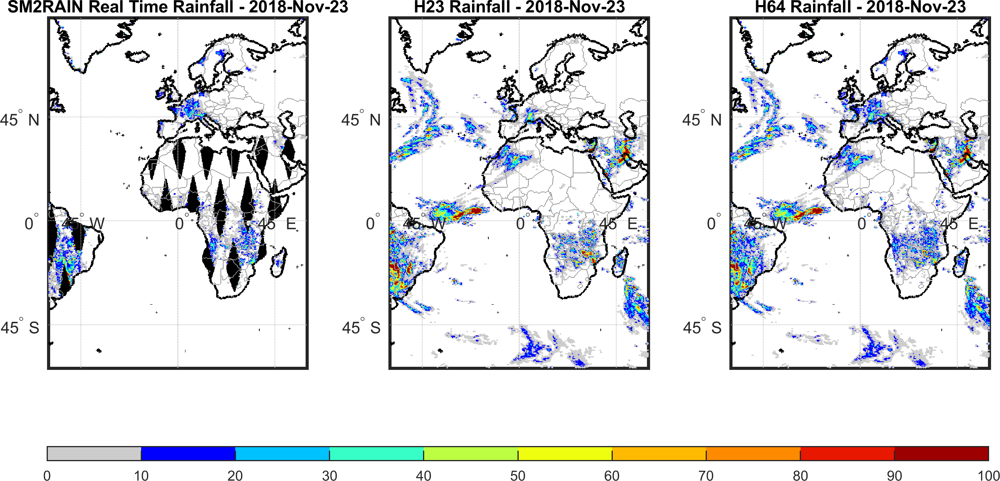 SM2RAIN Real Time Rainfall - 2018-Nov-23
45° N
0°
45° S
45° W
0°
45° E
H23 Rainfall - 2018-Nov-23
45° N
0°
45° S
45° W
0°
45° E
H64 Rainfall - 2018-Nov-23
45° N
0°
45° S
45° W
0°
45° E
0 10 20 30 40 50 60 70 80 90 100